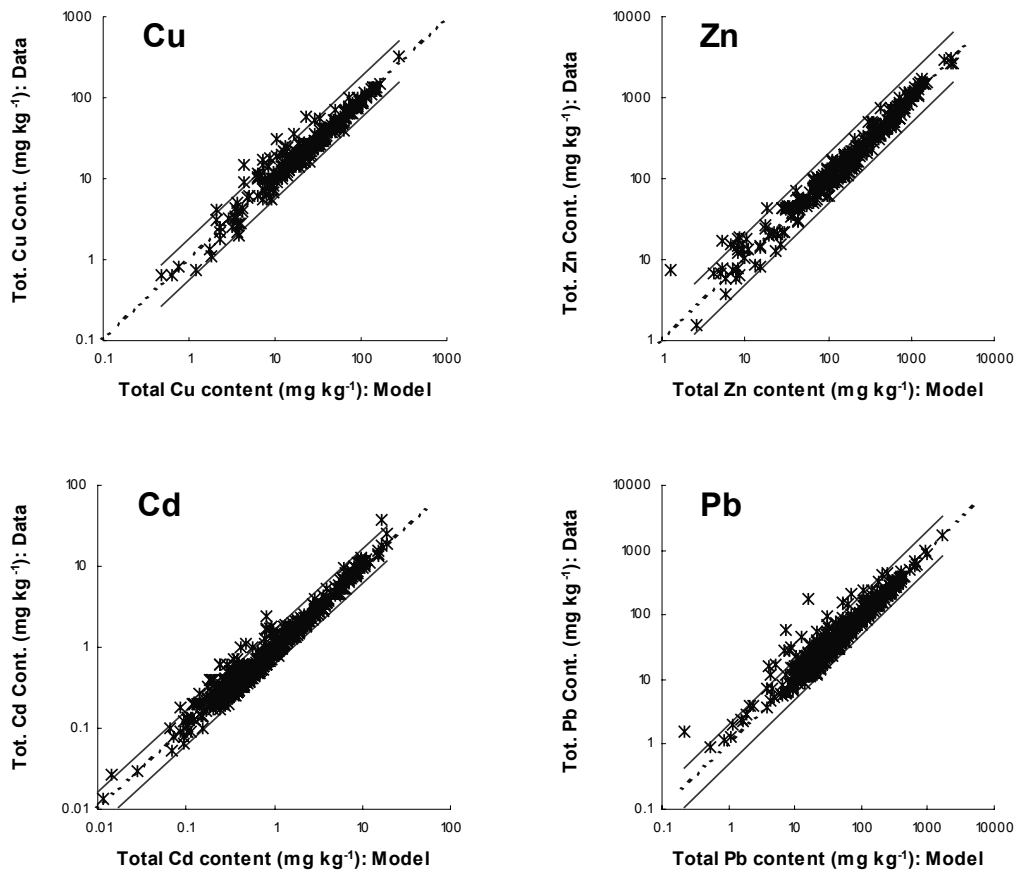 Cu
Tot. Cu Cont. (mg kg⁻¹): Data
1000
100
10
1
0.1
0.1 1 10 100 1000
Total Cu content (mg kg⁻¹): Model
Zn
Tot. Zn Cont. (mg kg⁻¹): Data
10000
1000
100
10
1
1 10 100 1000 10000
Total Zn content (mg kg⁻¹): Model
Cd
Tot. Cd Cont. (mg kg⁻¹): Data
100
10
1
0.1
0.01
0.01 0.1 1 10 100
Total Cd content (mg kg⁻¹): Model
Pb
Tot. Pb Cont. (mg kg⁻¹): Data
10000
1000
100
10
1
0.1
0.1 1 10 100 1000 10000
Total Pb content (mg kg⁻¹): Model